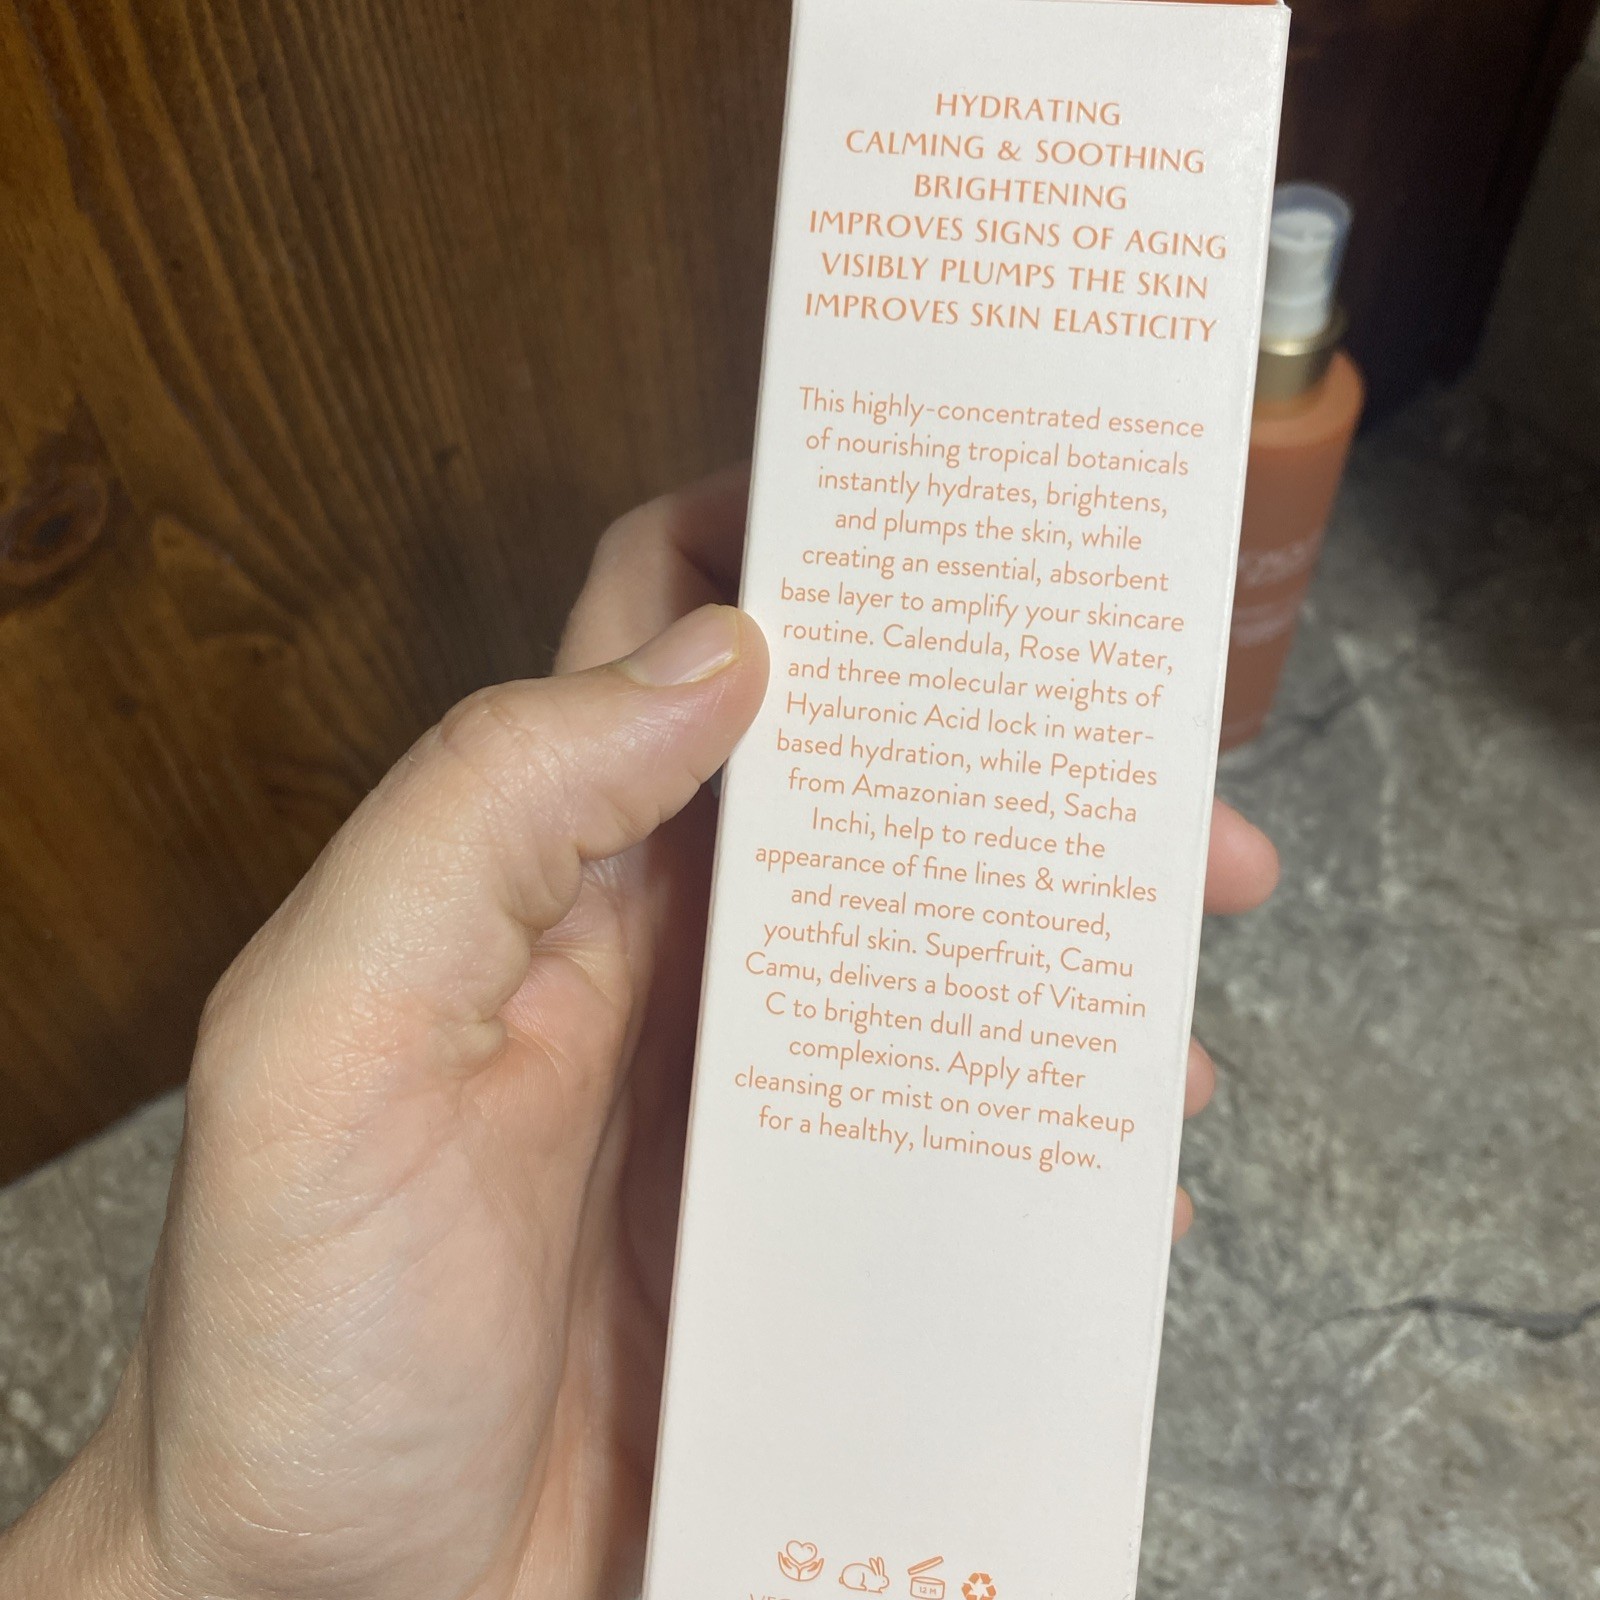 HYDRATING
CALMING & SOOTHING
BRIGHTENING
IMPROVES SIGNS OF AGING
VISIBLY PLUMPS THE SKIN
IMPROVES SKIN ELASTICITY
This highly-concentrated essence
of nourishing tropical botanicals
instantly hydrates, brightens,
and plumps the skin, while
creating an essential, absorbent
base layer to amplify your skincare
routine. Calendula, Rose Water,
and three molecular weights of
Hyaluronic Acid lock in water-
based hydration, while Peptides
from Amazonian seed, Sacha
Inchi, help to reduce the
appearance of fine lines & wrinkles
and reveal more contoured,
youthful skin. Superfruit, Camu
Camu, delivers a boost of Vitamin
C to brighten dull and uneven
complexions. Apply after
cleansing or mist on over makeup
for a healthy, luminous glow.
12 M